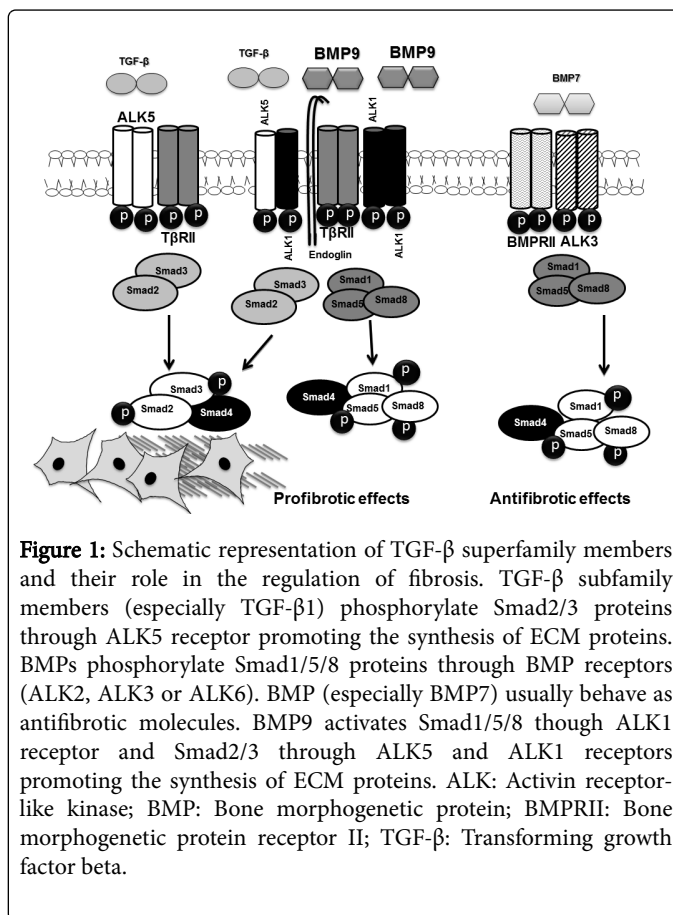 TGF-β
TGF-β
BMP9
BMP9
BMP7
ALK5
ALK5
ALK1
ALK1
P P P P
P P
P P
P P
P P P P
TβRII
TβRII
BMPRII ALK3
ALK1
Endoglin
ALK1
Smad3
Smad2
Smad3
Smad2
Smad1
Smad5
Smad8
Smad1
Smad5
Smad8
Smad3
P
P
Smad2
Smad4
Smad4
Smad1
P
Smad5
Smad8
P
P
Smad4
Smad1
P
Smad5
Smad8
P
P
Profibrotic effects
Antifibrotic effects
Figure 1: Schematic representation of TGF-β superfamily members
and their role in the regulation of fibrosis. TGF-β subfamily
members (especially TGF-β1) phosphorylate Smad2/3 proteins
through ALK5 receptor promoting the synthesis of ECM proteins.
BMPs phosphorylate Smad1/5/8 proteins through BMP receptors
(ALK2, ALK3 or ALK6). BMP (especially BMP7) usually behave as
antifibrotic molecules. BMP9 activates Smad1/5/8 though ALK1
receptor and Smad2/3 through ALK5 and ALK1 receptors
promoting the synthesis of ECM proteins. ALK: Activin receptor-
like kinase; BMP: Bone morphogenetic protein; BMPRII: Bone
morphogenetic protein receptor II; TGF-β: Transforming growth
factor beta.